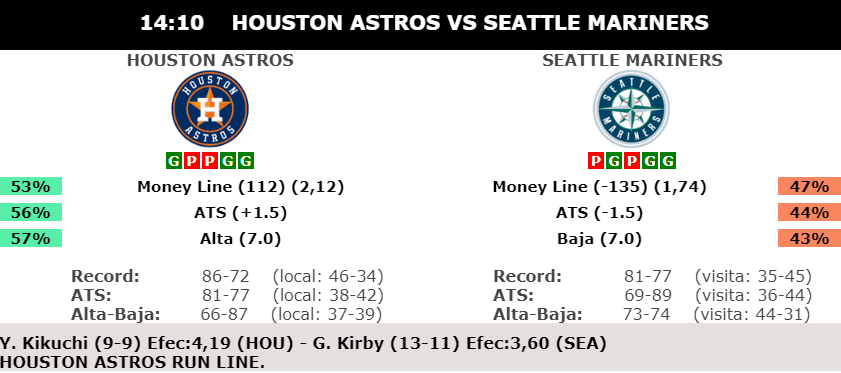 14:10 HOUSTON ASTROS VS SEATTLE MARINERS
HOUSTON ASTROS SEATTLE MARINERS
HOUSTON ASTROS SEATTLE MARINERS
G P P G G P G P G G
53% Money Line (112) (2,12) Money Line (-135) (1,74) 47%
56% ATS (+1.5) ATS (-1.5) 44%
57% Alta (7.0) Baja (7.0) 43%
Record: 86-72 (local: 46-34) Record: 81-77 (visita: 35-45)
ATS: 81-77 (local: 38-42) ATS: 69-89 (visita: 36-44)
Alta-Baja: 66-87 (local: 37-39) Alta-Baja: 73-74 (visita: 44-31)
Y. Kikuchi (9-9) Efec:4,19 (HOU) - G. Kirby (13-11) Efec:3,60 (SEA)
HOUSTON ASTROS RUN LINE.